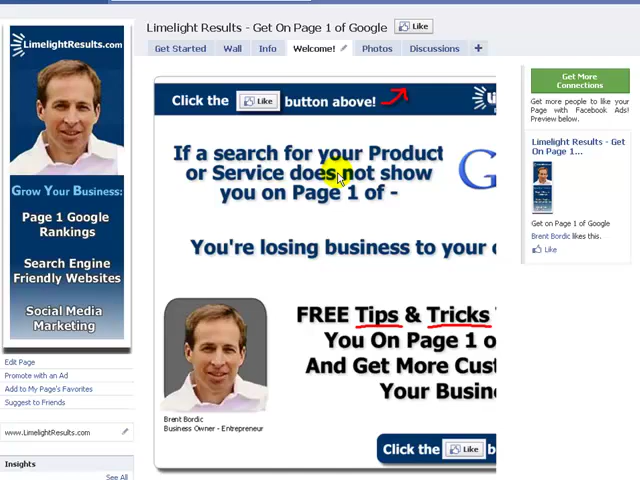 LimelightResults.com
GROW YOUR BUSINESS:
Page 1 Google
Rankings
Search Engine
Friendly Websites
Social Media
Marketing
Edit Page
Promote with an Ad
Add to My Page's Favorites
Suggest to Friends
www.LimelightResults.com
Insights
See All
Limelight Results - Get On Page 1 of Google
Like
Get Started
Wall
Info
Welcome!
Photos
Discussions
+
Click the Like button above!
If a search for your Product
or Service does not show
you on Page 1 of -
G
You're losing business to your
FREE Tips & Tricks
You On Page 1
And Get More
Your
Brent Bordic
Business Owner - Entrepreneur
Click the Like
Get More
Connections
Get more people to like your
Page with Facebook Ads!
Preview below.
Limelight Results - Get
On Page 1...
Get on Page 1 of Google
Brent Bordic likes this.
Like